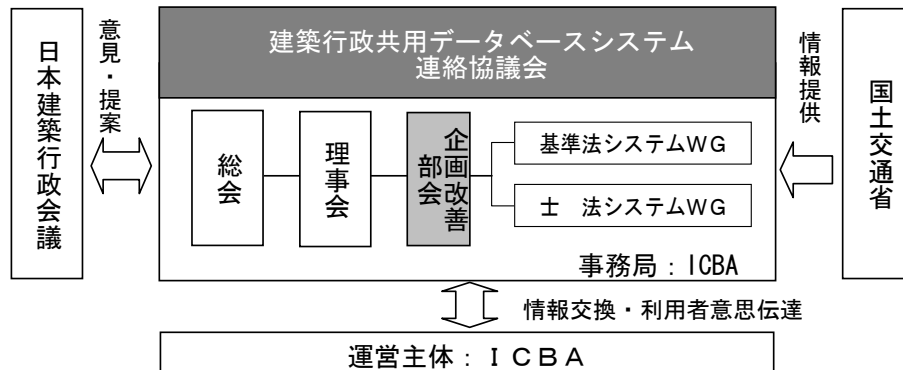 日本建築行政会議
意見・提案
建築行政共用データベースシステム
連絡協議会
総会
理事会
企画改善
部会
基準法システムWG
士　法システムWG
事務局：ICBA
情報提供
国土交通省
情報交換・利用者意思伝達
運営主体：ＩＣＢＡ